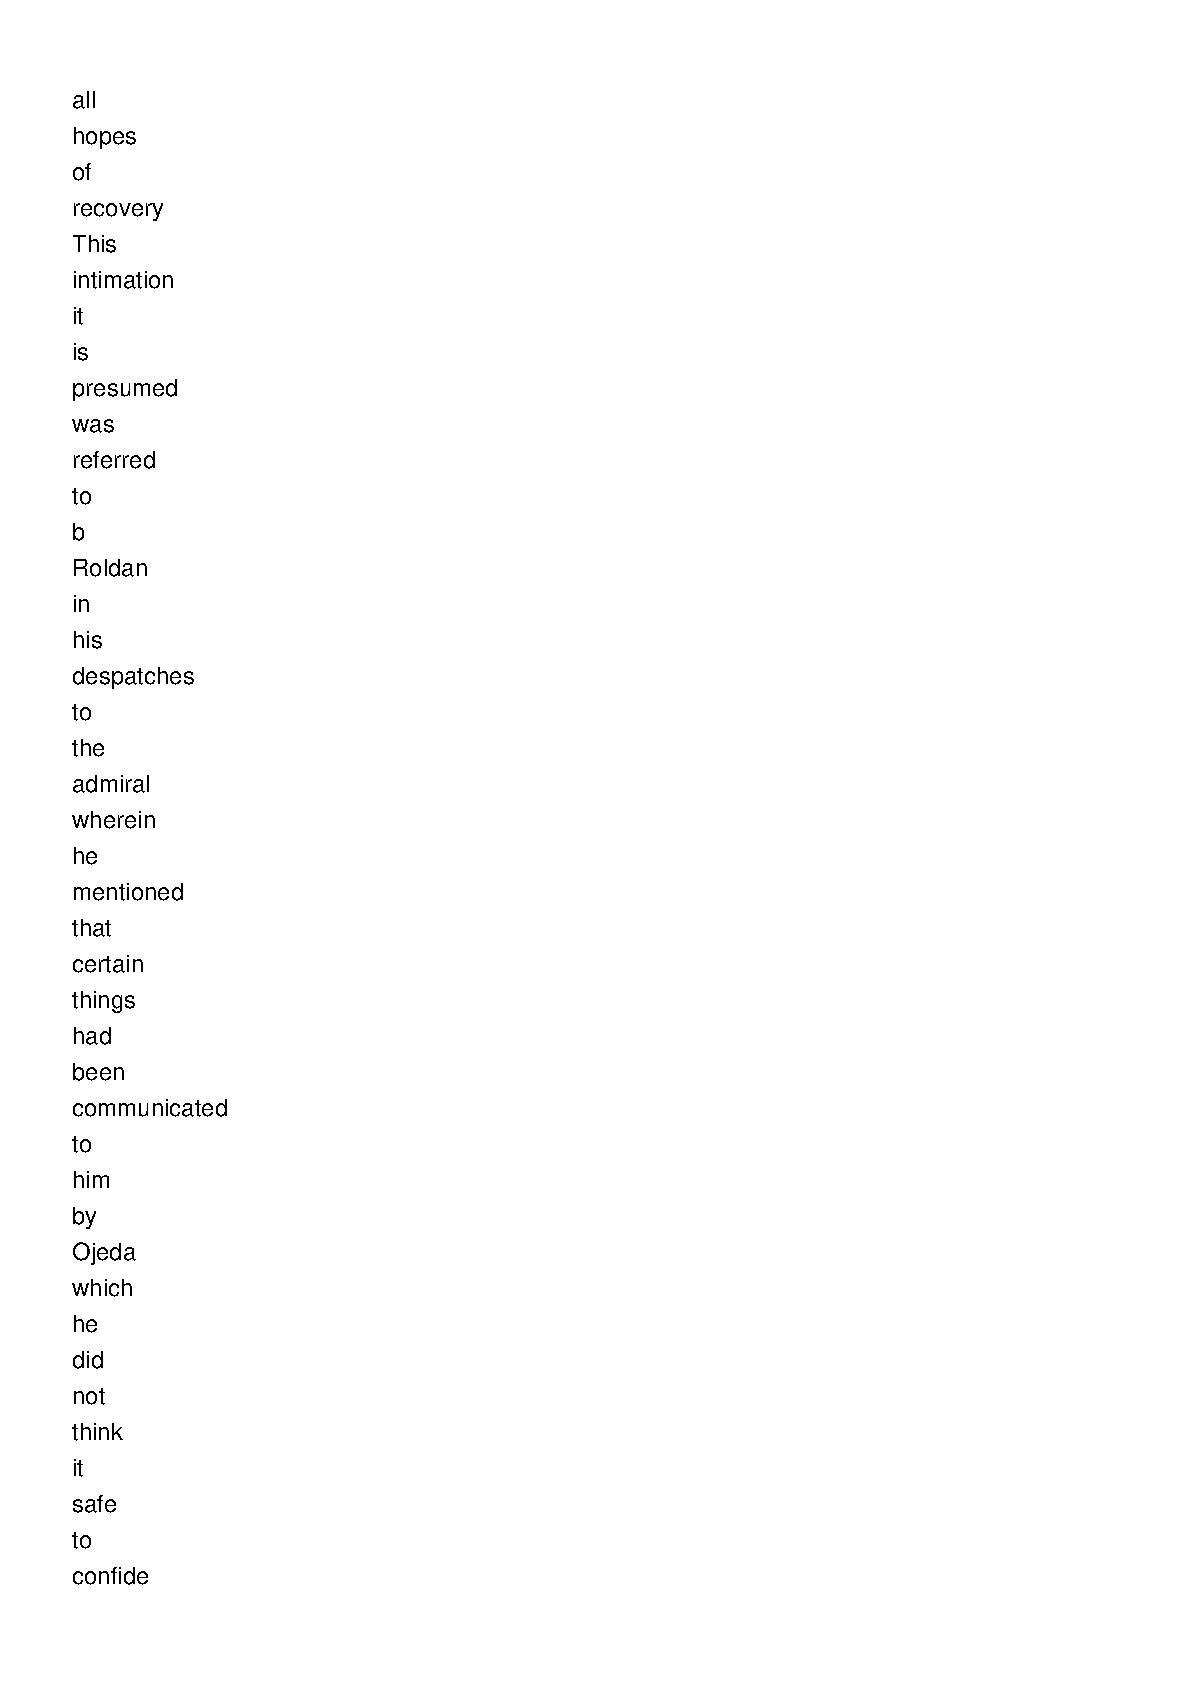 all
hopes
of
recovery
This
intimation
it
is
presumed
was
referred
to
b
Roldan
in
his
despatches
to
the
admiral
wherein
he
mentioned
that
certain
things
had
been
communicated
to
him
by
Ojeda
which
he
did
not
think
it
safe
to
confide